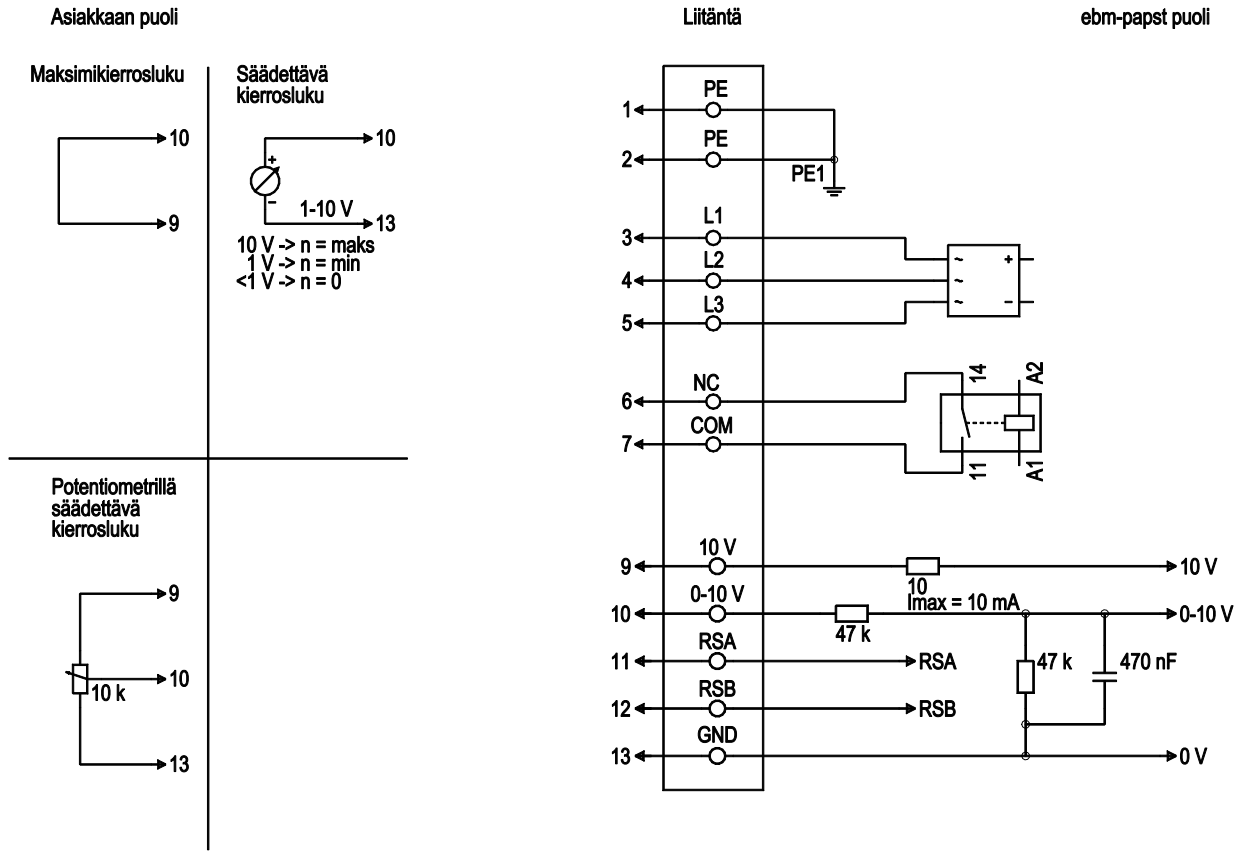 Asiakkaan puoli
Liitäntä
ebm-papst puoli
Maksimikierrosluku
10
9
Säädettävä
kierrosluku
10
+
−
1-10 V
13
10 V -> n = maks
1 V -> n = min
<1 V -> n = 0
Potentiometrillä
säädettävä
kierrosluku
9
10
10 k
13
1
PE
2
PE
PE1
3
L1
4
L2
5
L3
~
~
~
+
−
6
NC
7
COM
14
11
A2
A1
9
10 V
10
Imax = 10 mA
10 V
10
0-10 V
47 k
0-10 V
11
RSA
RSA
47 k
470 nF
12
RSB
RSB
13
GND
0 V